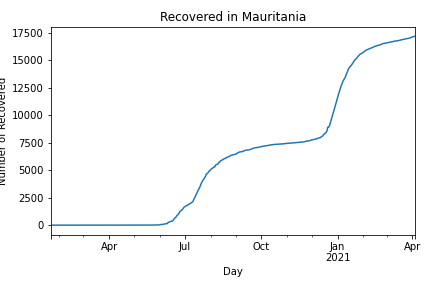 Recovered in Mauritania
17500
15000
12500
10000
7500
5000
2500
0
Number of Recovered
Apr
Jul
Oct
Jan
2021
Apr
Day